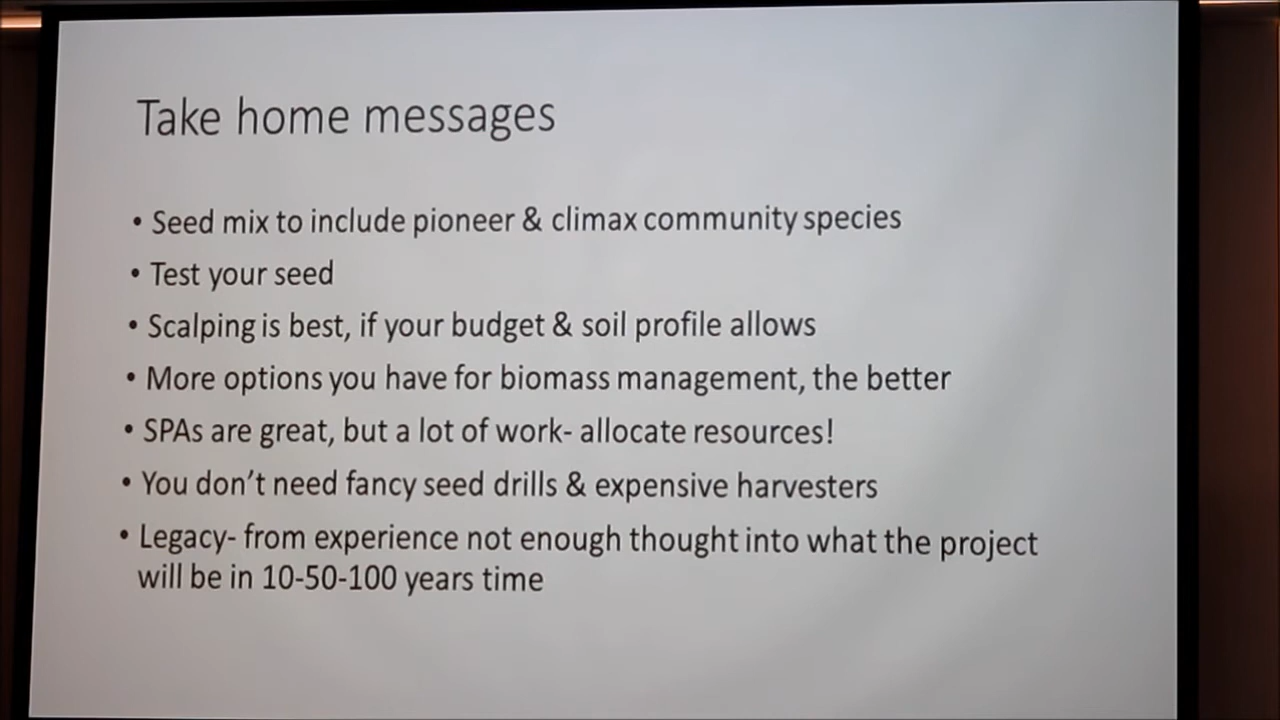 Take home messages
• Seed mix to include pioneer & climax community species
• Test your seed
• Scalping is best, if your budget & soil profile allows
• More options you have for biomass management, the better
• SPAs are great, but a lot of work- allocate resources!
• You don’t need fancy seed drills & expensive harvesters
• Legacy- from experience not enough thought into what the project
will be in 10-50-100 years time